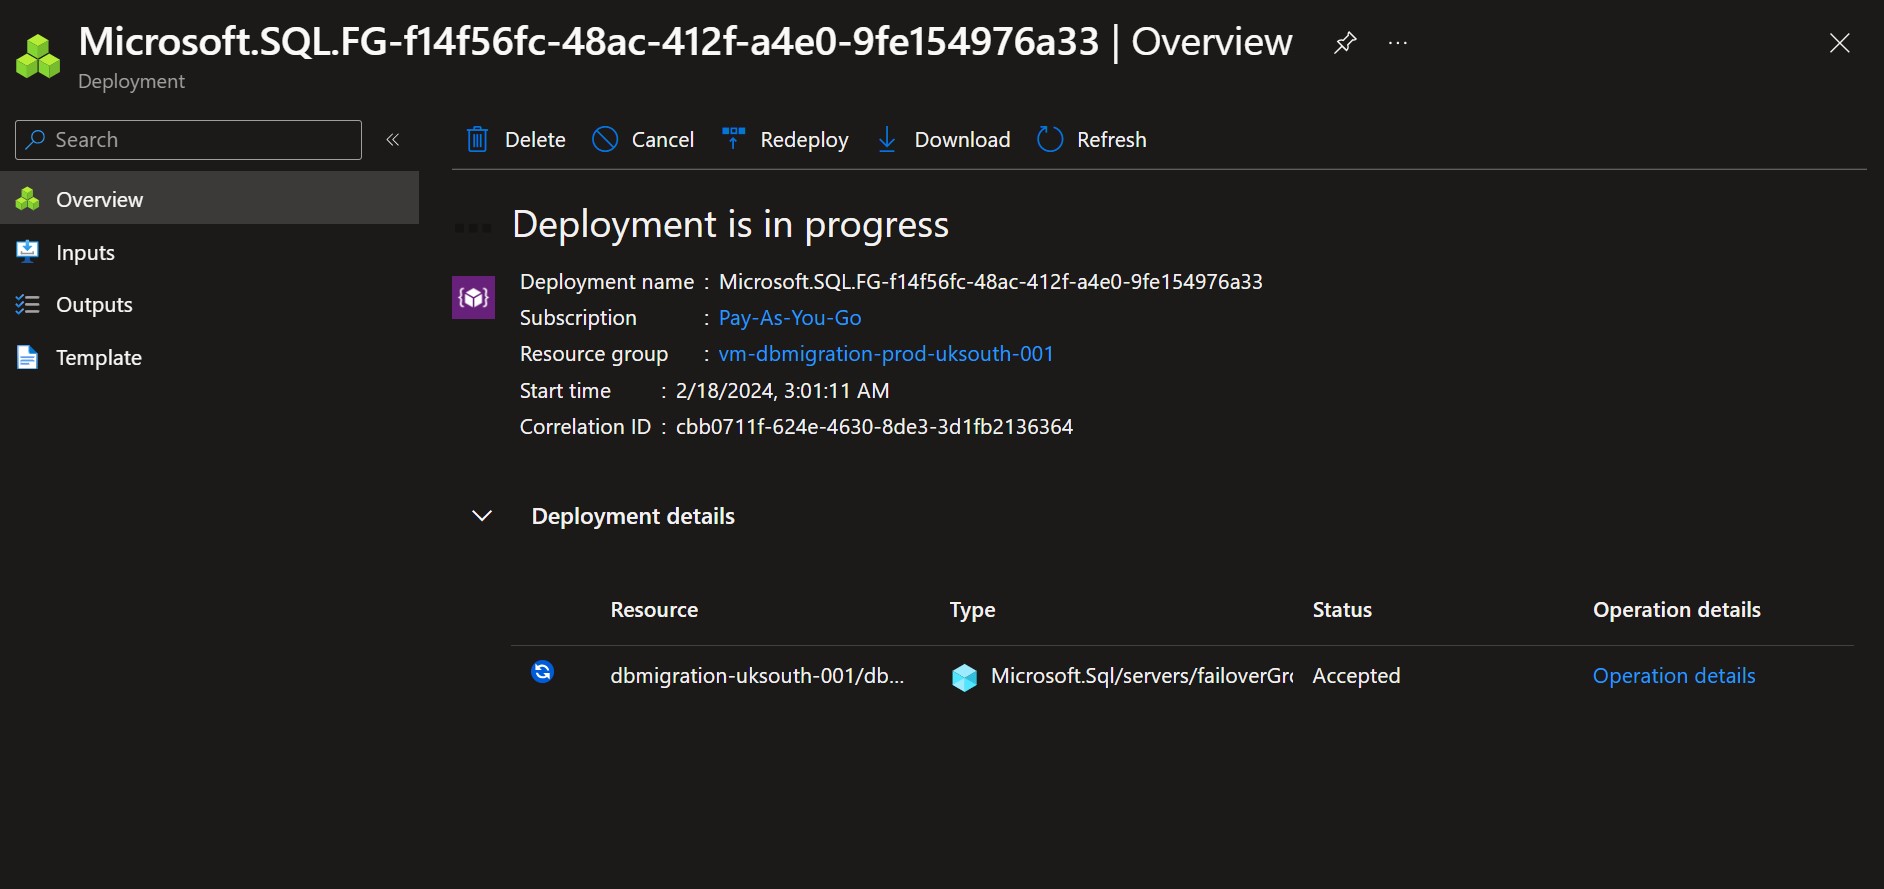 Microsoft.SQL.FG-f14f56fc-48ac-412f-a4e0-9fe154976a33 | Overview
Deployment
Search
Delete Cancel Redeploy Download Refresh
Overview
Inputs
Outputs
Template
Deployment is in progress
Deployment name : Microsoft.SQL.FG-f14f56fc-48ac-412f-a4e0-9fe154976a33
Subscription : Pay-As-You-Go
Resource group : vm-dbmigration-prod-uksouth-001
Start time : 2/18/2024, 3:01:11 AM
Correlation ID : cbb0711f-624e-4630-8de3-3d1fb2136364
Deployment details
Resource Type Status Operation details
dbmigration-uksouth-001/db... Microsoft.Sql/servers/failoverGro Accepted Operation details